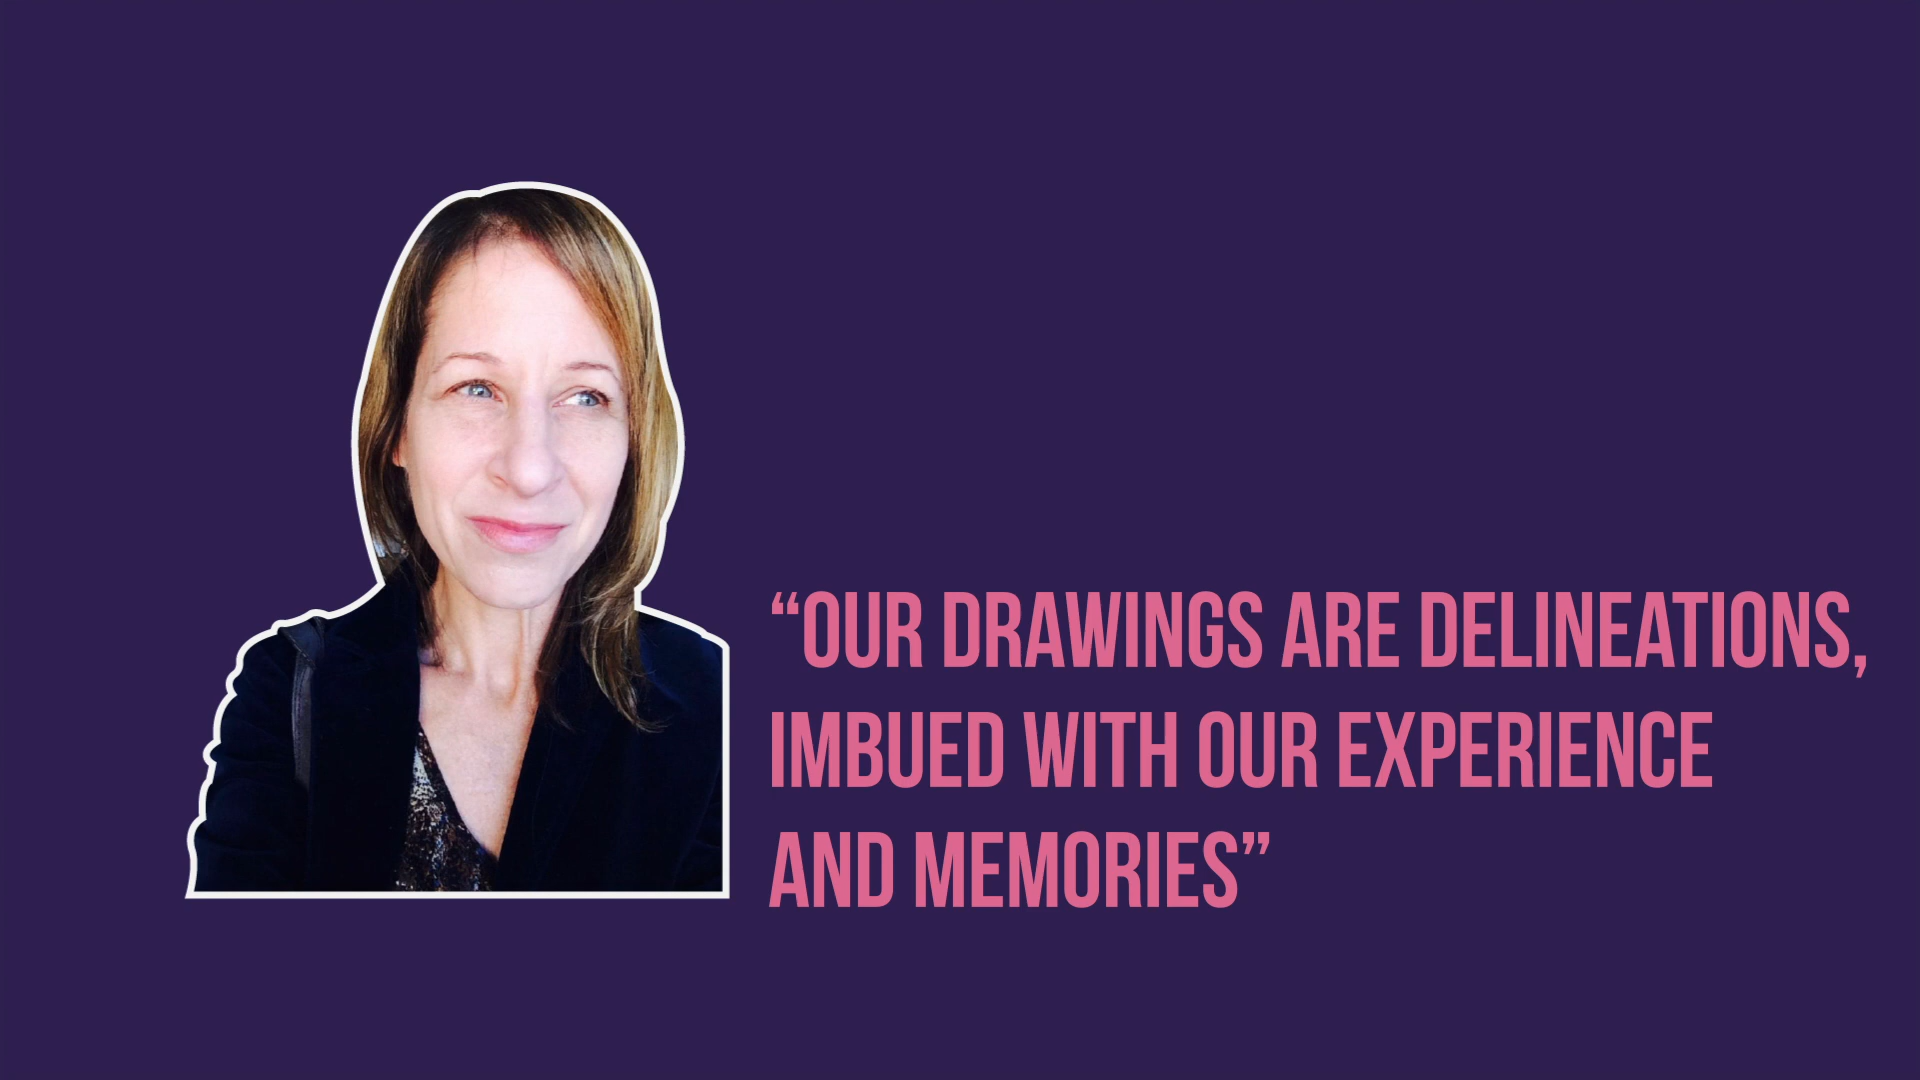 “OUR DRAWINGS ARE DELINEATIONS,
IMBUED WITH OUR EXPERIENCE
AND MEMORIES”